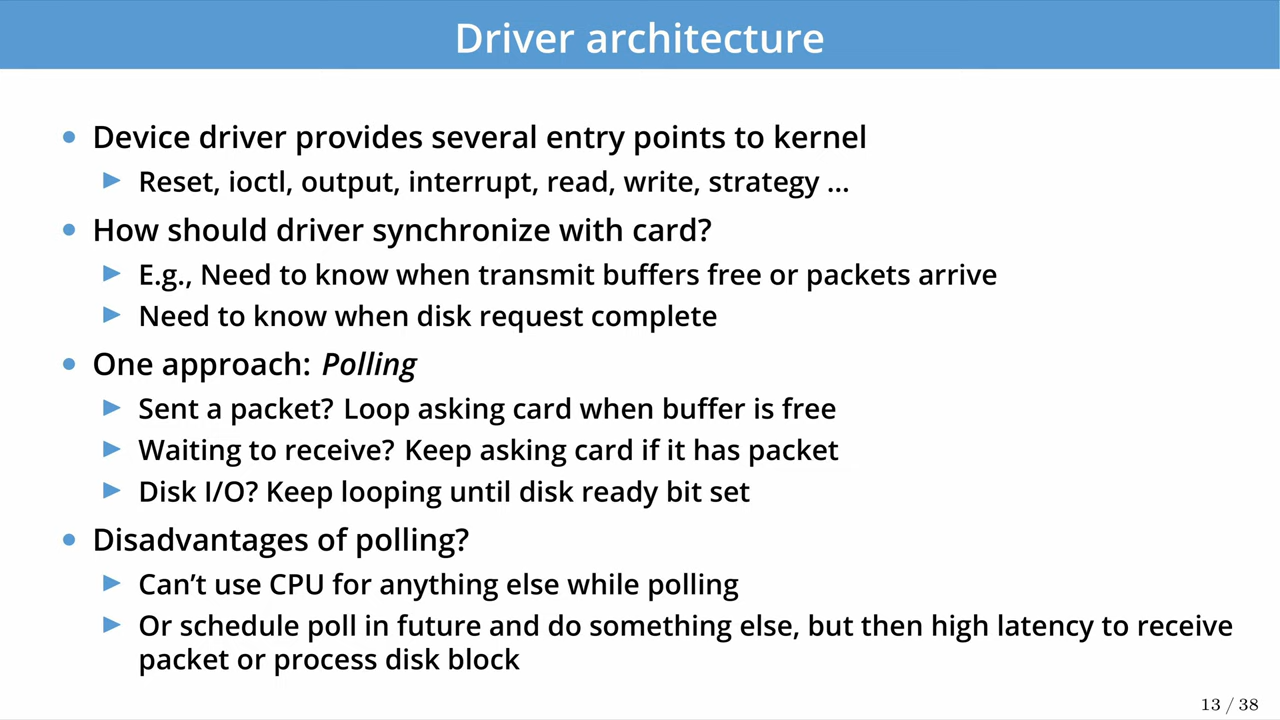 Driver architecture
• Device driver provides several entry points to kernel
▶ Reset, ioctl, output, interrupt, read, write, strategy ...
• How should driver synchronize with card?
▶ E.g., Need to know when transmit buffers free or packets arrive
▶ Need to know when disk request complete
• One approach: Polling
▶ Sent a packet? Loop asking card when buffer is free
▶ Waiting to receive? Keep asking card if it has packet
▶ Disk I/O? Keep looping until disk ready bit set
• Disadvantages of polling?
▶ Can't use CPU for anything else while polling
▶ Or schedule poll in future and do something else, but then high latency to receive
packet or process disk block
13 / 38